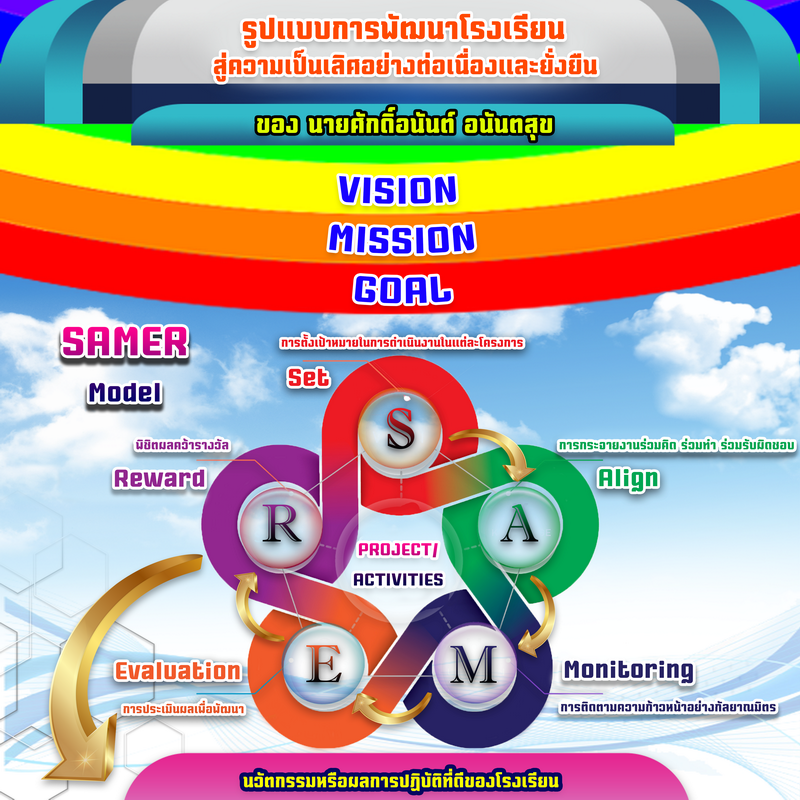 รูปแบบการพัฒนาโรงเรียน
สู่ความเป็นเลิศอย่างต่อเนื่องและยั่งยืน
ของ นายศักดิ์อนันต์ อนันตสุข
VISION
MISSION
GOAL
SAMER
Model
การตั้งเป้าหมายในการดำเนินงานในแต่ละโครงการ
Set
S
พิชิตผลคว้ารางวัล
Reward
R
การกระจายงานร่วมคิด ร่วมทำ ร่วมรับผิดชอบ
Align
A
PROJECT/
ACTIVITIES
Evaluation
การประเมินผลเพื่อพัฒนา
E
M
Monitoring
การติดตามความก้าวหน้าอย่างกัลยาณมิตร
นวัตกรรมหรือผลการปฏิบัติที่ดีของโรงเรียน